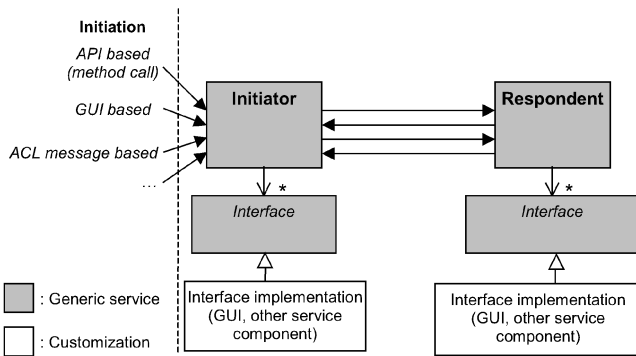 Initiation
API based
(method call)
GUI based
ACL message based
...
Initiator
Respondent
*
*
Interface
Interface
Interface implementation
(GUI, other service
component)
Interface implementation
(GUI, other service
component)
: Generic service
: Customization